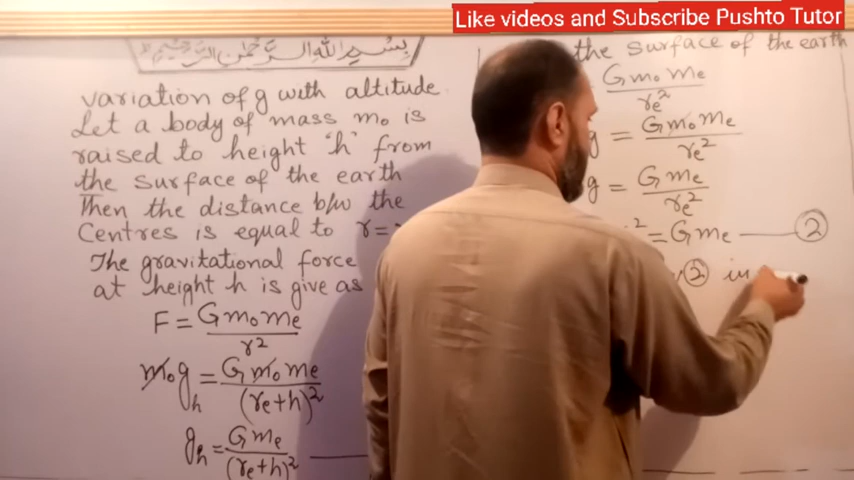 Like videos and Subscribe Pushto Tutor
بسم الله الرحمن الرحيم
variation of g with altitude
Let a body of mass m₀ is
raised to height 'h' from
the surface of the earth
Then the distance b/w the
Centres is equal to r=
The gravitational force
at height h is give as
F = Gm₀me/r²
m₀gₕ = Gm₀me/(re+h)²
gₕ = Gme/(re+h)²
the surface of the earth
Gm₀me/re²
g = Gm₀me/re²
g = Gme/re²
² = Gme — ②
② in